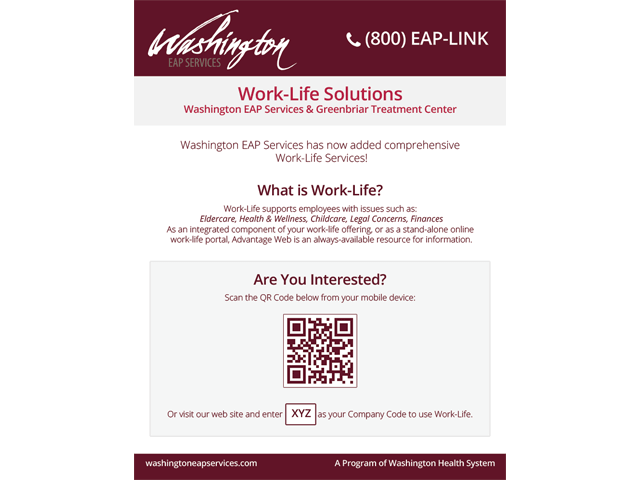 Washington
EAP SERVICES
(800) EAP-LINK
Work-Life Solutions
Washington EAP Services & Greenbriar Treatment Center
Washington EAP Services has now added comprehensive
Work-Life Services!
What is Work-Life?
Work-Life supports employees with issues such as:
Eldercare, Health & Wellness, Childcare, Legal Concerns, Finances
As an integrated component of your work-life offering, or as a stand-alone online
work-life portal, Advantage Web is an always-available resource for information.
Are You Interested?
Scan the QR Code below from your mobile device:
Or visit our web site and enter XYZ as your Company Code to use Work-Life.
washingtoneapservices.com
A Program of Washington Health System